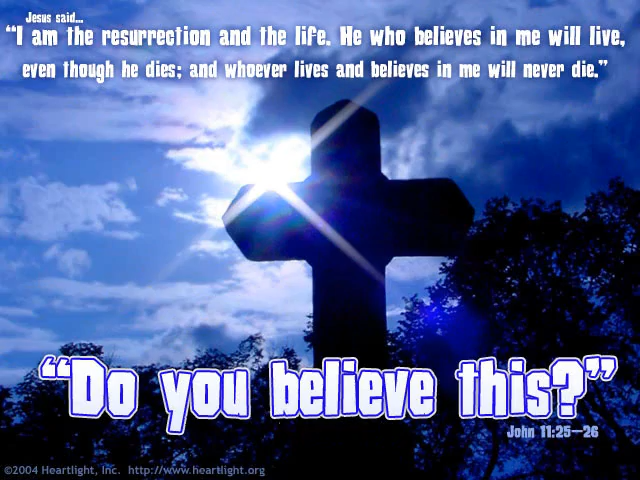 Jesus said...
“I am the resurrection and the life. He who believes in me will live,
even though he dies; and whoever lives and believes in me will never die.”
“Do you believe this?”
John 11:25—26
©2004 Heartlight, Inc. http://www.heartlight.org